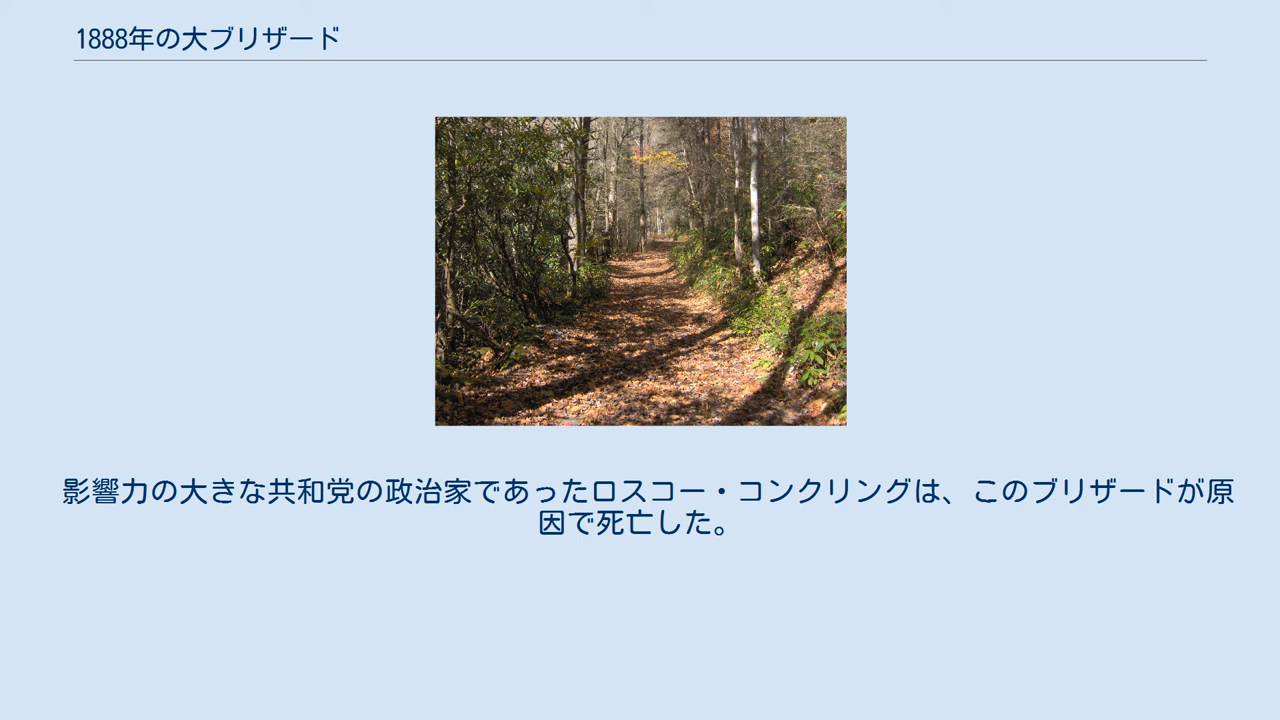 1888年の大ブリザード
影響力の大きな共和党の政治家であったロスコー・コンクリングは、このブリザードが原
因で死亡した。